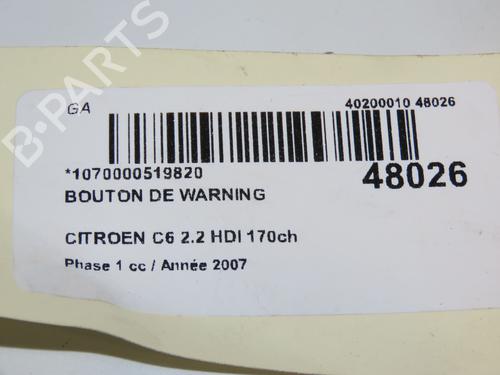 B-PARTS
GA
40200010 48026
*1070000519820
48026
BOUTON DE WARNING
CITROEN C6 2.2 HDI 170ch
Phase 1 cc / Année 2007